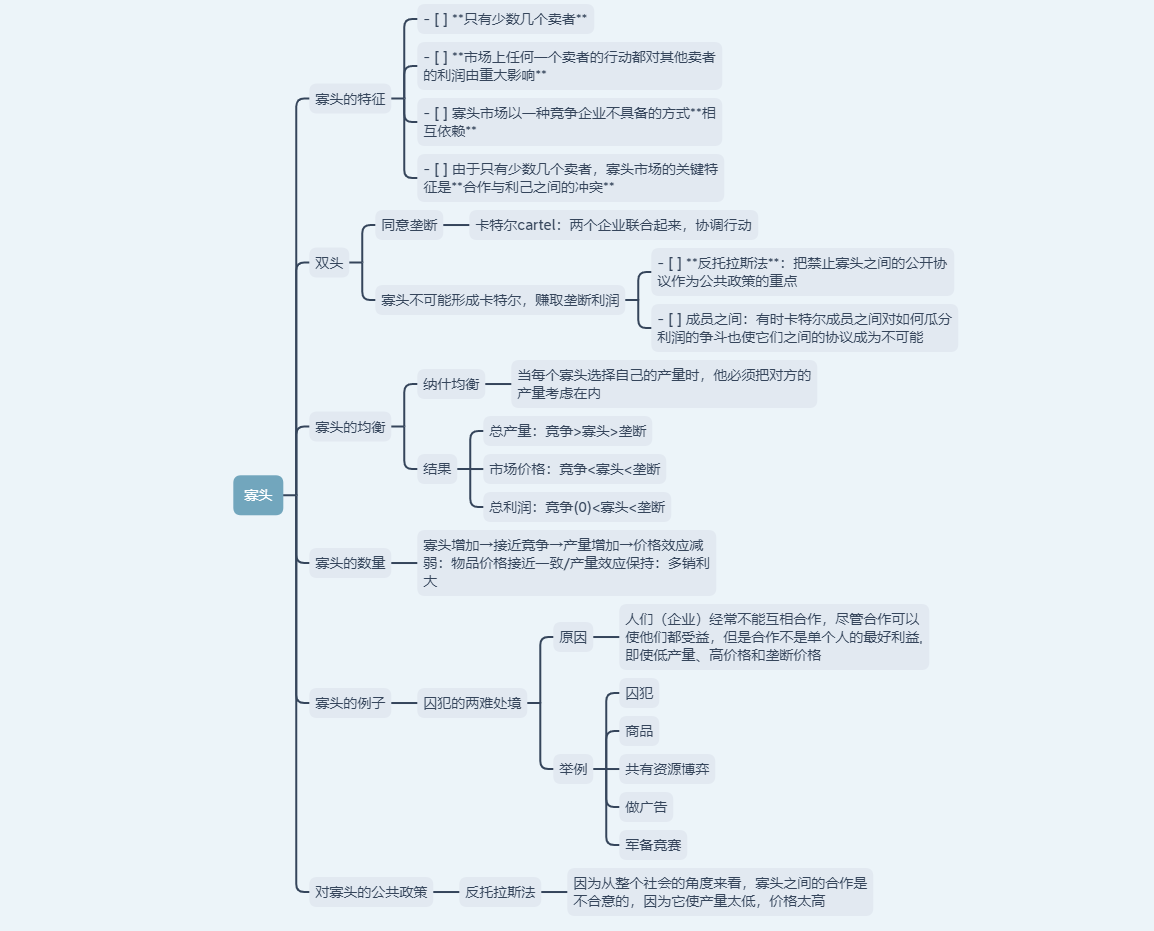 寡头
寡头的特征
- [ ] **只有少数几个卖者**
- [ ] **市场上任何一个卖者的行动都对其他卖者
的利润由重大影响**
- [ ] 寡头市场以一种竞争企业不具备的方式**相
互依赖**
- [ ] 由于只有少数几个卖者，寡头市场的关键特
征是**合作与利己之间的冲突**
双头
同意垄断
卡特尔cartel：两个企业联合起来，协调行动
寡头不可能形成卡特尔，赚取垄断利润
- [ ] **反托拉斯法**：把禁止寡头之间的公开协
议作为公共政策的重点
- [ ] 成员之间：有时卡特尔成员之间对如何瓜分
利润的争斗也使它们之间的协议成为不可能
寡头的均衡
纳什均衡
当每个寡头选择自己的产量时，他必须把对方的
产量考虑在内
结果
总产量：竞争>寡头>垄断
市场价格：竞争<寡头<垄断
总利润：竞争(0)<寡头<垄断
寡头的数量
寡头增加→接近竞争→产量增加→价格效应减
弱：物品价格接近一致/产量效应保持：多销利
大
寡头的例子
囚犯的两难处境
原因
人们（企业）经常不能互相合作，尽管合作可以
使他们都受益，但是合作不是单个人的最好利益，
即使低产量、高价格和垄断价格
举例
囚犯
商品
共有资源博弈
做广告
军备竞赛
对寡头的公共政策
反托拉斯法
因为从整个社会的角度来看，寡头之间的合作是
不合意的，因为它使产量太低，价格太高